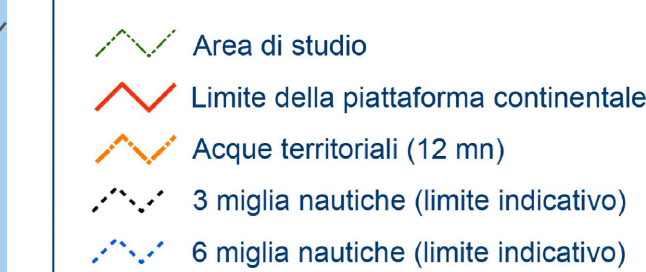 Area di studio
Limite della piattaforma continentale
Acque territoriali (12 mn)
3 miglia nautiche (limite indicativo)
6 miglia nautiche (limite indicativo)